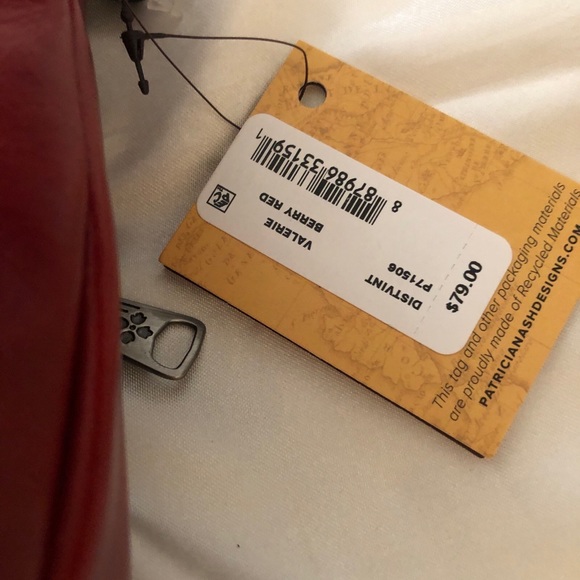 8 87986 33159 1
VALERIE
BERRY RED
DISTVINT
P71506
$79.00
This tag and other packaging materials
are proudly made of Recycled Materials
PATRICIANASHDESIGNS.COM